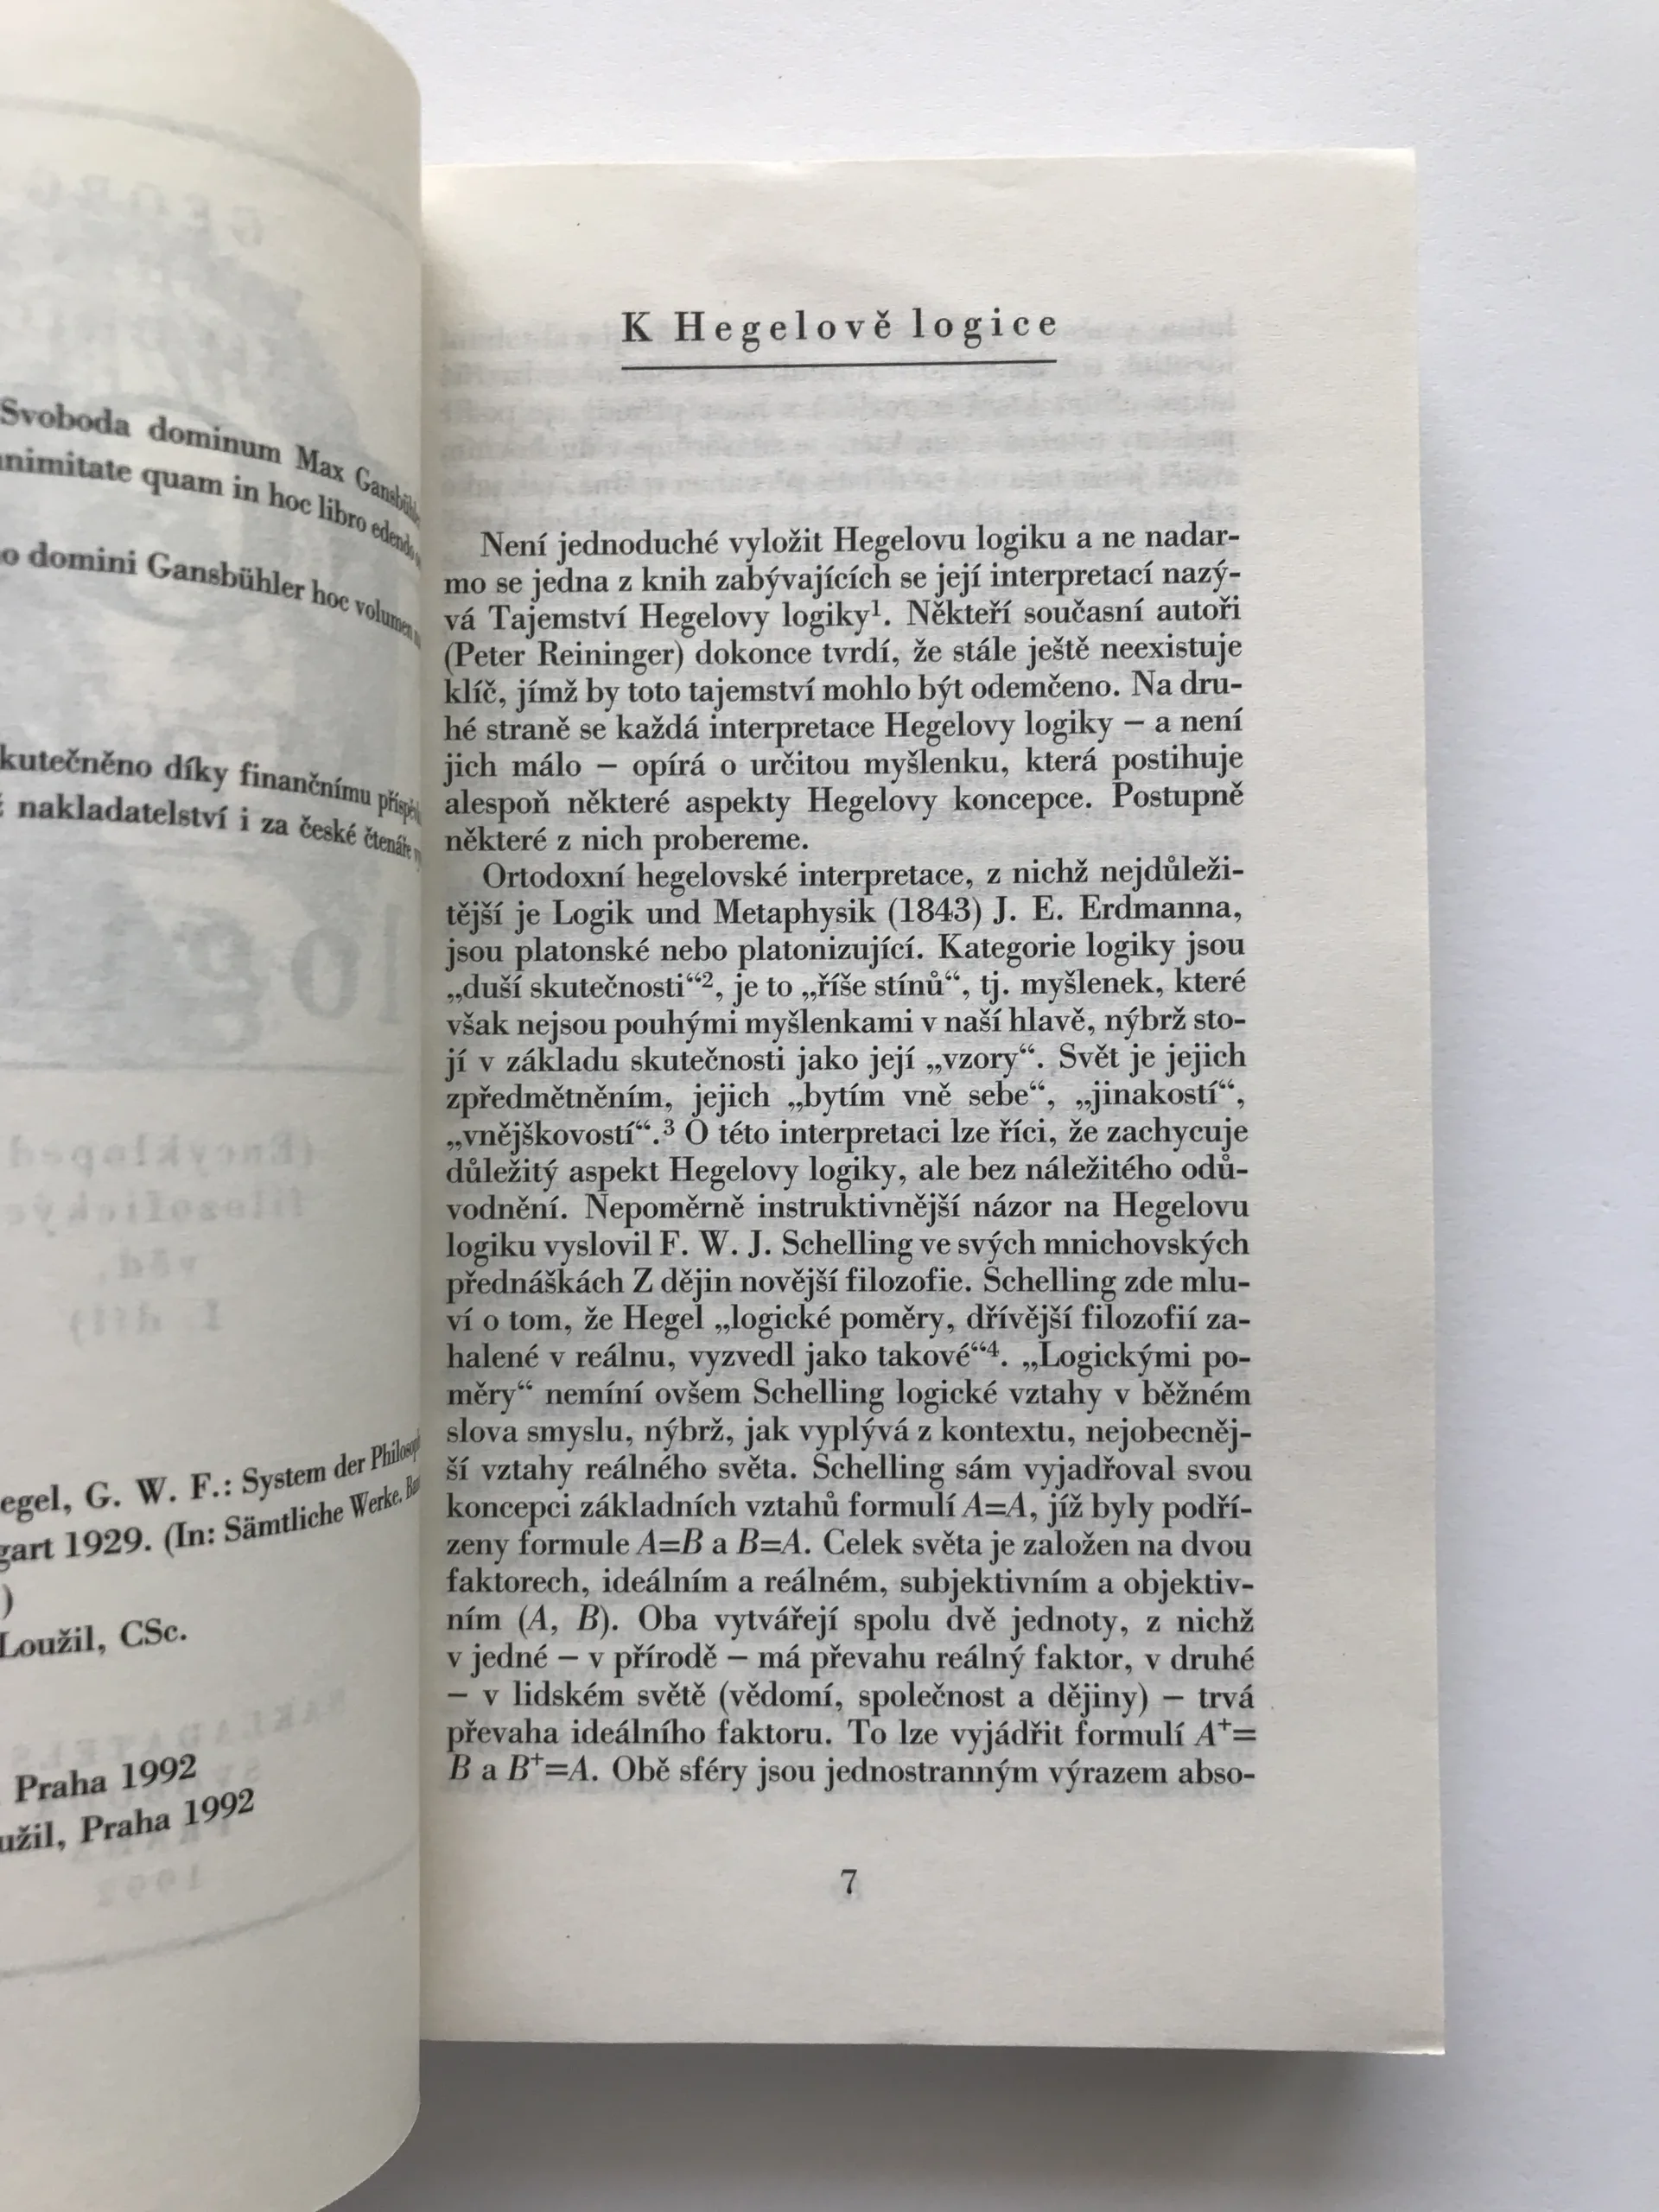 Svoboda dominum Max
animitate quam in hoc libro
domini Gansbühler hoc volumen
díky finančnímu
nakladatelství i za české čtenáře
G. W. F.: System der
1929. (In: Sämtliche Werke.
)
Loužil, CSc.
Praha 1992
Praha 1992
K Hegelově logice
Není jednoduché vyložit Hegelovu logiku a ne nadar-
mo se jedna z knih zabývajících se její interpretací nazý-
vá Tajemství Hegelovy logiky¹. Někteří současní autoři
(Peter Reininger) dokonce tvrdí, že stále ještě neexistuje
klíč, jímž by toto tajemství mohlo být odemčeno. Na dru-
hé straně se každá interpretace Hegelovy logiky – a není
jich málo – opírá o určitou myšlenku, která postihuje
alespoň některé aspekty Hegelovy koncepce. Postupně
některé z nich probereme.
Ortodoxní hegelovské interpretace, z nichž nejdůleži-
tější je Logik und Metaphysik (1843) J. E. Erdmanna,
jsou platonské nebo platonizující. Kategorie logiky jsou
„duší skutečnosti“², je to „říše stínů“, tj. myšlenek, které
však nejsou pouhými myšlenkami v naší hlavě, nýbrž sto-
jí v základu skutečnosti jako její „vzory“. Svět je jejich
zpředmětněním, jejich „bytím vně sebe“, „jinakostí“,
„vnějškovostí“.³ O této interpretaci lze říci, že zachycuje
důležitý aspekt Hegelovy logiky, ale bez náležitého odů-
vodnění. Nepoměrně instruktivnější názor na Hegelovu
logiku vyslovil F. W. J. Schelling ve svých mnichovských
přednáškách Z dějin novější filozofie. Schelling zde mlu-
ví o tom, že Hegel „logické poměry, dřívější filozofií za-
halené v reálnu, vyzvedl jako takové“⁴. „Logickými po-
měry“ nemíní ovšem Schelling logické vztahy v běžném
slova smyslu, nýbrž, jak vyplývá z kontextu, nejobecněj-
ší vztahy reálného světa. Schelling sám vyjadřoval svou
koncepci základních vztahů formulí A=A, jíž byly podří-
zeny formule A=B a B=A. Celek světa je založen na dvou
faktorech, ideálním a reálném, subjektivním a objektiv-
ním (A, B). Oba vytvářejí spolu dvě jednoty, z nichž
v jedné – v přírodě – má převahu reálný faktor, v druhé
– v lidském světě (vědomí, společnost a dějiny) – trvá
převaha ideálního faktoru. To lze vyjádřit formulí A⁺=
B a B⁺=A. Obě sféry jsou jednostranným výrazem abso-
7